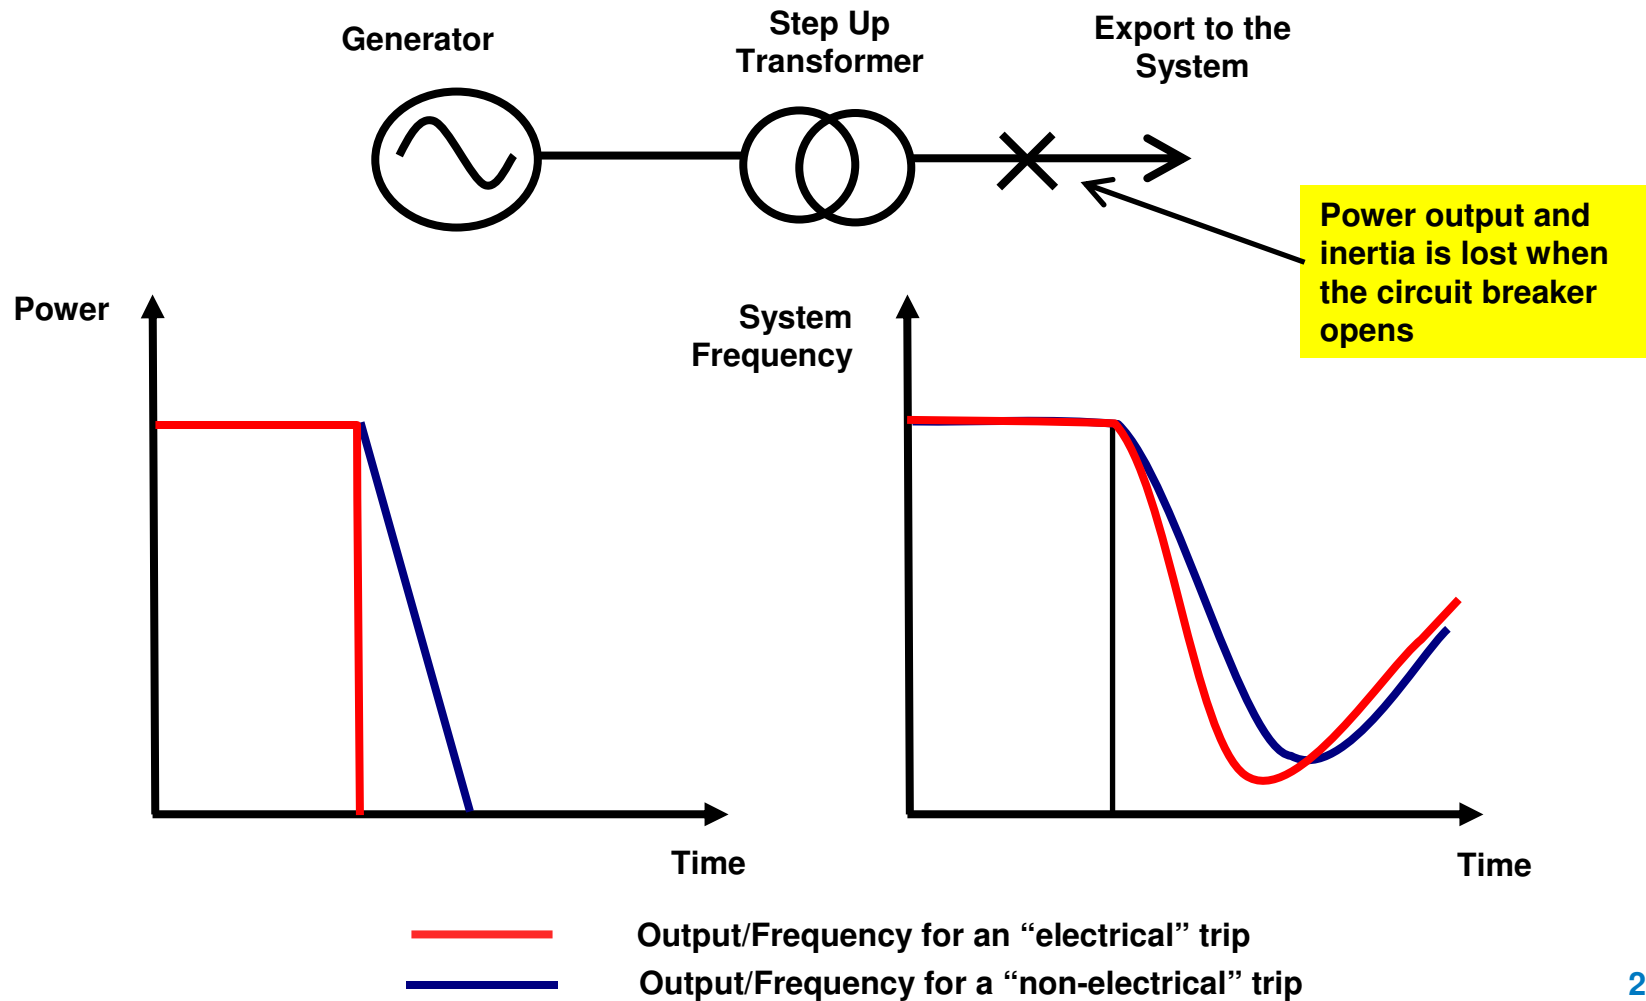 Generator
Step Up
Transformer
Export to the
System
Power output and
inertia is lost when
the circuit breaker
opens
Power
System
Frequency
Time
Time
Output/Frequency for an “electrical” trip
Output/Frequency for a “non-electrical” trip
2